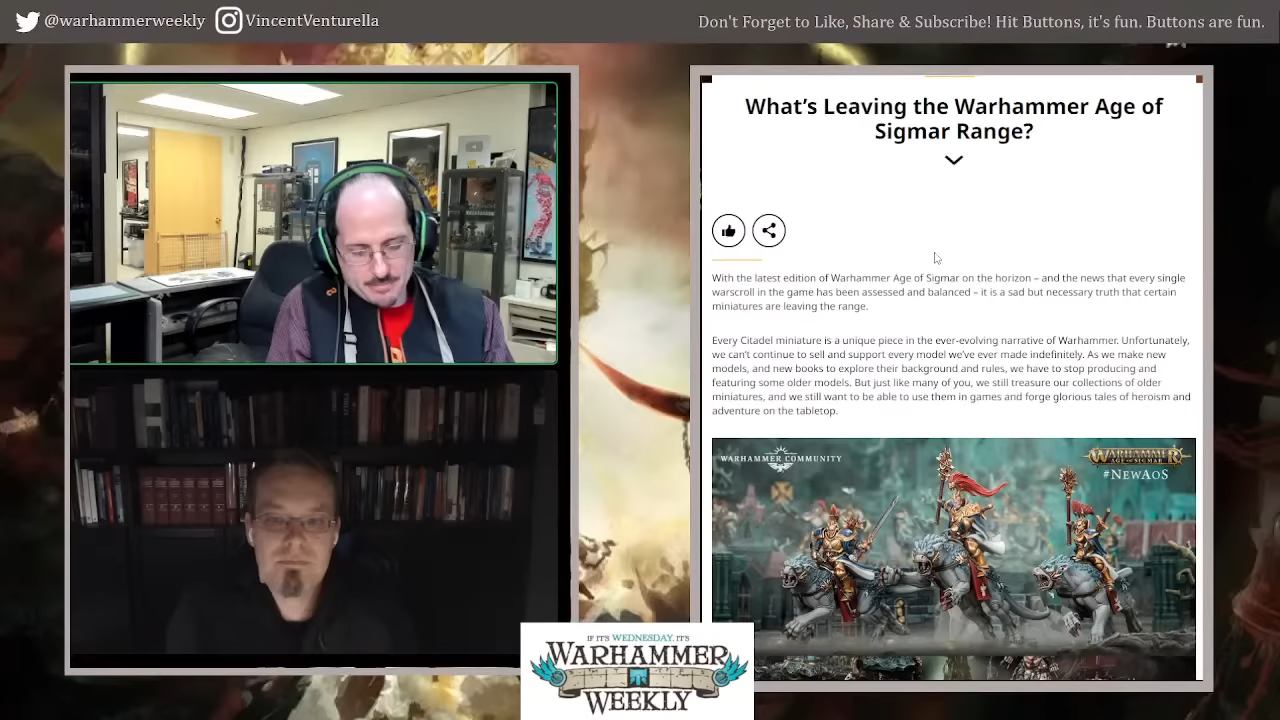 @warhammerweekly VincentVenturella
Don't Forget to Like, Share & Subscribe! Hit Buttons, it's fun. Buttons are fun.
What's Leaving the Warhammer Age of
Sigmar Range?
With the latest edition of Warhammer Age of Sigmar on the horizon – and the news that every single
warscroll in the game has been assessed and balanced – it is a sad but necessary truth that certain
miniatures are leaving the range.
Every Citadel miniature is a unique piece in the ever-evolving narrative of Warhammer. Unfortunately,
we can't continue to sell and support every model we've ever made indefinitely. As we make new
models, and new books to explore their background and rules, we have to stop producing and
featuring some older models. But just like many of you, we still treasure our collections of older
miniatures, and we still want to be able to use them in games and forge glorious tales of heroism and
adventure on the tabletop.
WARHAMMER COMMUNITY
WARHAMMER
AGE OF SIGMAR
#NEWAOS
IF IT'S WEDNESDAY, IT'S
WARHAMMER
WEEKLY